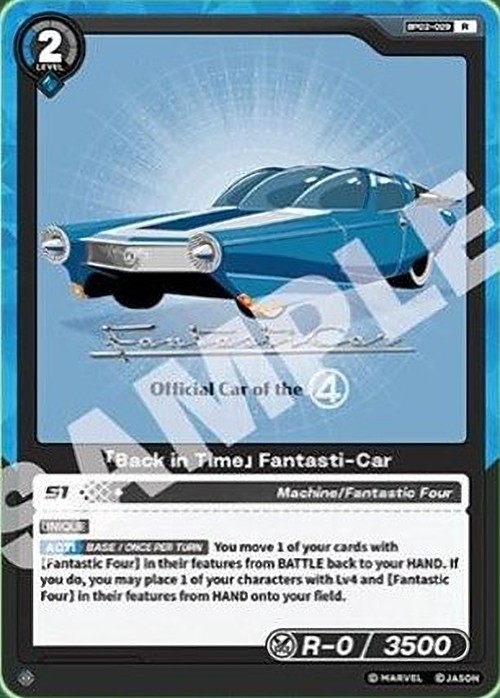 2
LEVEL
BP02-029 R
Fantasti-Car
Official Car of the 4
「Back in Time」 Fantasti-Car
S1
Machine/Fantastic Four
UNIQUE
ACT1 BASE / ONCE PER TURN You move 1 of your cards with
[Fantastic Four] in their features from BATTLE back to your HAND. If
you do, you may place 1 of your characters with Lv4 and [Fantastic
Four] in their features from HAND onto your field.
R-0 / 3500
© MARVEL © JASON
SAMPLE